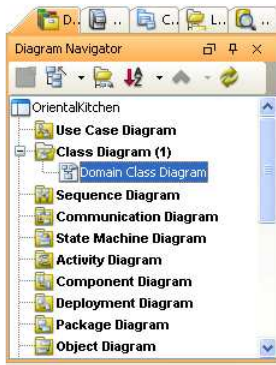 D.. C.. L..
Diagram Navigator
OrientalKitchen
Use Case Diagram
Class Diagram (1)
Domain Class Diagram
Sequence Diagram
Communication Diagram
State Machine Diagram
Activity Diagram
Component Diagram
Deployment Diagram
Package Diagram
Object Diagram